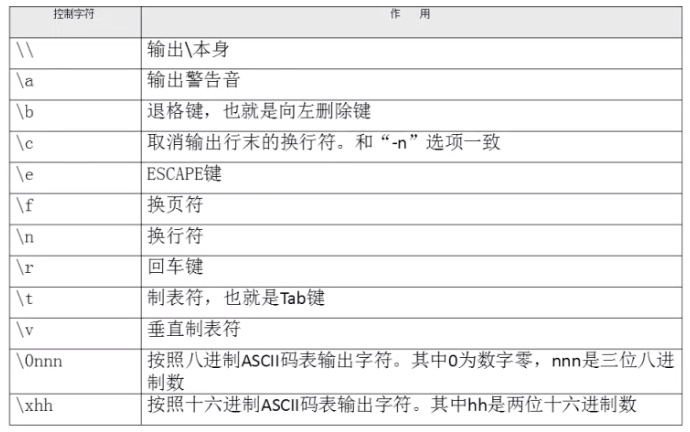 控制字符 作 用
\\ 输出\本身
\a 输出警告音
\b 退格键，也就是向左删除键
\c 取消输出行末的换行符。和“-n”选项一致
\e ESCAPE键
\f 换页符
\n 换行符
\r 回车键
\t 制表符，也就是Tab键
\v 垂直制表符
\0nnn 按照八进制ASCII码表输出字符。其中0为数字零，nnn是三位八进
制数
\xhh 按照十六进制ASCII码表输出字符。其中hh是两位十六进制数